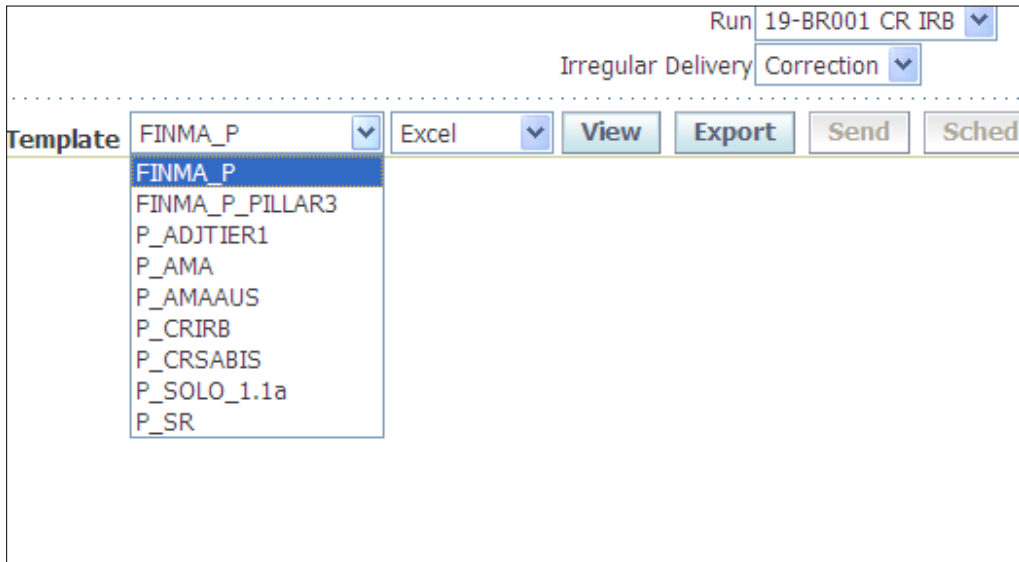 Run 19-BR001 CR IRB
Irregular Delivery Correction
Template FINMA_P Excel View Export Send Sched
FINMA_P
FINMA_P_PILLAR3
P_ADJTIER1
P_AMA
P_AMAAUS
P_CRIRB
P_CRSABIS
P_SOLO_1.1a
P_SR